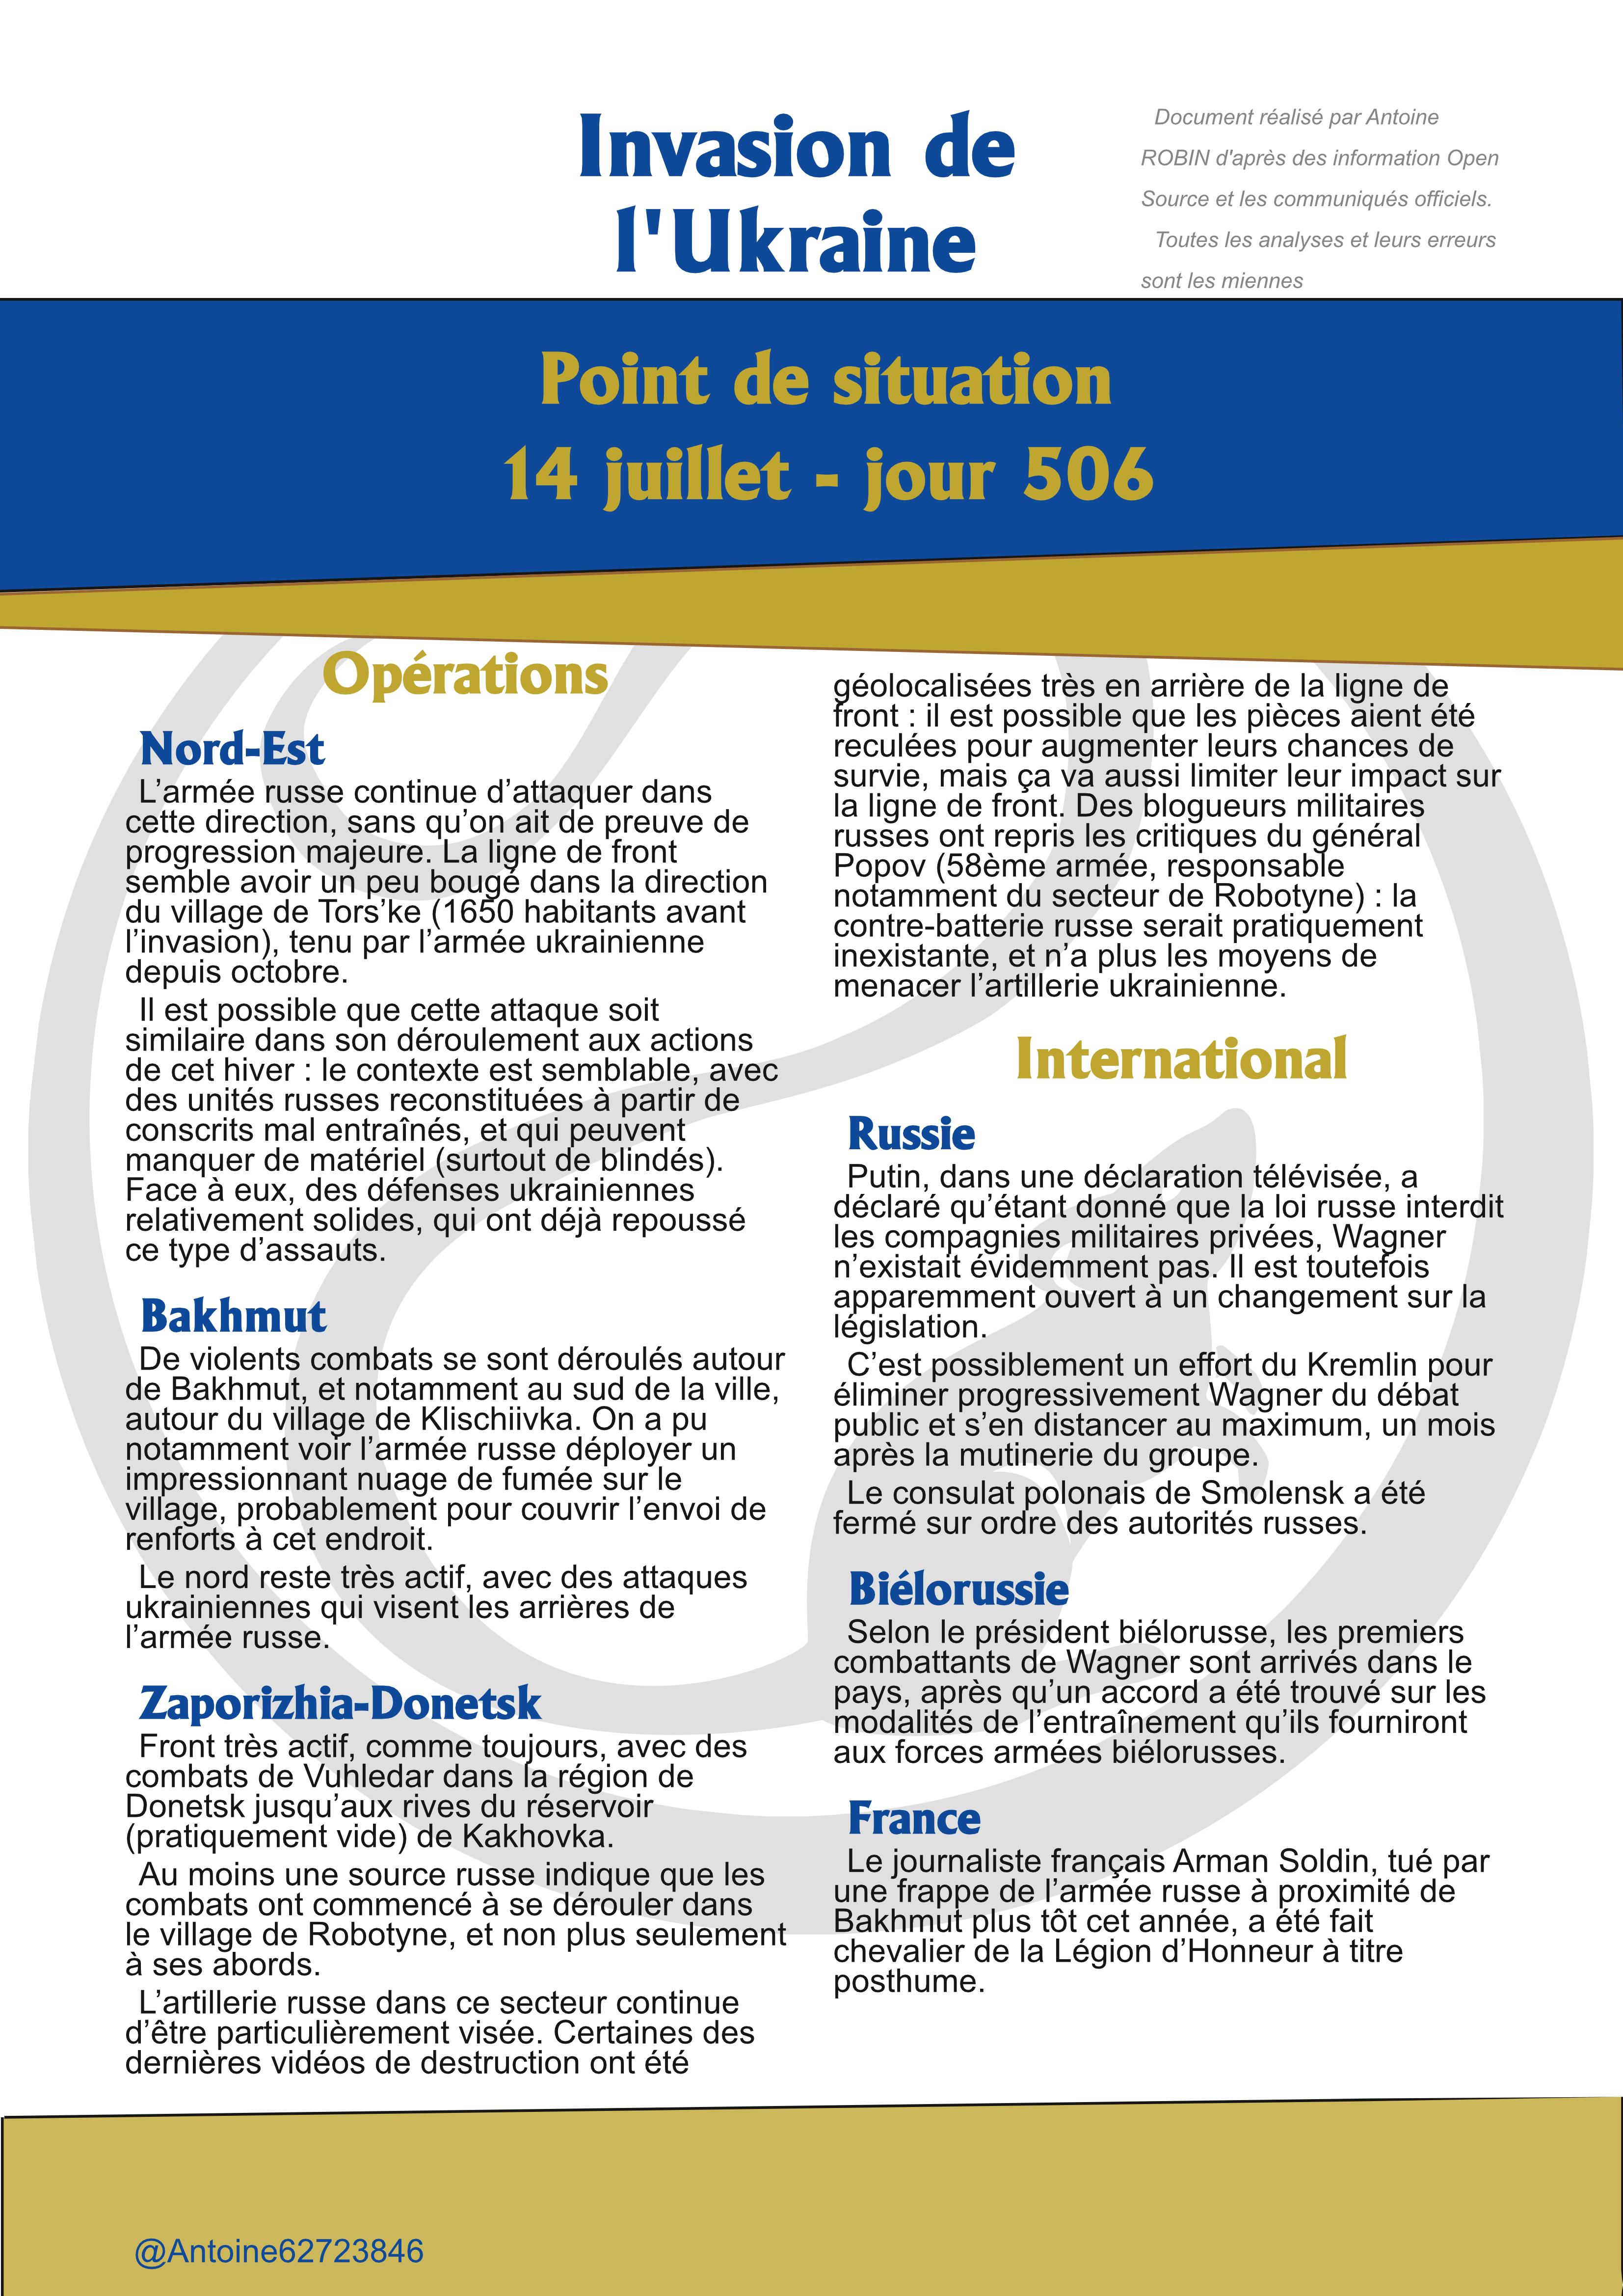 Invasion de
l'Ukraine
Document réalisé par Antoine
ROBIN d'après des information Open
Source et les communiqués officiels.
Toutes les analyses et leurs erreurs
sont les miennes
Point de situation
14 juillet - jour 506
Opérations
Nord-Est
L’armée russe continue d’attaquer dans
cette direction, sans qu’on ait de preuve de
progression majeure. La ligne de front
semble avoir un peu bougé dans la direction
du village de Tors’ke (1650 habitants avant
l’invasion), tenu par l’armée ukrainienne
depuis octobre.
Il est possible que cette attaque soit
similaire dans son déroulement aux actions
de cet hiver : le contexte est semblable, avec
des unités russes reconstituées à partir de
conscrits mal entraînés, et qui peuvent
manquer de matériel (surtout de blindés).
Face à eux, des défenses ukrainiennes
relativement solides, qui ont déjà repoussé
ce type d’assauts.
Bakhmut
De violents combats se sont déroulés autour
de Bakhmut, et notamment au sud de la ville,
autour du village de Klischiivka. On a pu
notamment voir l’armée russe déployer un
impressionnant nuage de fumée sur le
village, probablement pour couvrir l’envoi de
renforts à cet endroit.
Le nord reste très actif, avec des attaques
ukrainiennes qui visent les arrières de
l’armée russe.
Zaporizhia-Donetsk
Front très actif, comme toujours, avec des
combats de Vuhledar dans la région de
Donetsk jusqu’aux rives du réservoir
(pratiquement vide) de Kakhovka.
Au moins une source russe indique que les
combats ont commencé à se dérouler dans
le village de Robotyne, et non plus seulement
à ses abords.
L’artillerie russe dans ce secteur continue
d’être particulièrement visée. Certaines des
dernières vidéos de destruction ont été
géolocalisées très en arrière de la ligne de
front : il est possible que les pièces aient été
reculées pour augmenter leurs chances de
survie, mais ça va aussi limiter leur impact sur
la ligne de front. Des blogueurs militaires
russes ont repris les critiques du général
Popov (58ème armée, responsable
notamment du secteur de Robotyne) : la
contre-batterie russe serait pratiquement
inexistante, et n’a plus les moyens de
menacer l’artillerie ukrainienne.
International
Russie
Putin, dans une déclaration télévisée, a
déclaré qu’étant donné que la loi russe interdit
les compagnies militaires privées, Wagner
n’existait évidemment pas. Il est toutefois
apparemment ouvert à un changement sur la
législation.
C’est possiblement un effort du Kremlin pour
éliminer progressivement Wagner du débat
public et s’en distancer au maximum, un mois
après la mutinerie du groupe.
Le consulat polonais de Smolensk a été
fermé sur ordre des autorités russes.
Biélorussie
Selon le président biélorusse, les premiers
combattants de Wagner sont arrivés dans le
pays, après qu’un accord a été trouvé sur les
modalités de l’entraînement qu’ils fourniront
aux forces armées biélorusses.
France
Le journaliste français Arman Soldin, tué par
une frappe de l’armée russe à proximité de
Bakhmut plus tôt cet année, a été fait
chevalier de la Légion d’Honneur à titre
posthume.
@Antoine62723846